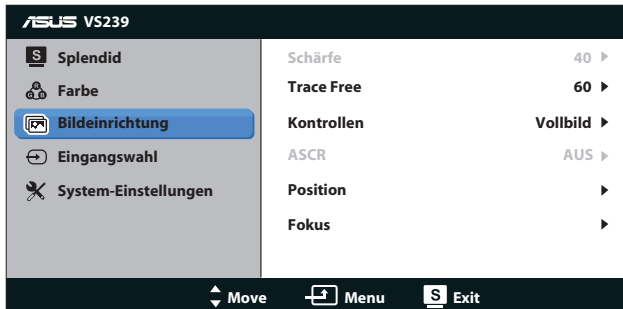 ASUS VS239
S Splendid
Farbe
Bildeinrichtung
Eingangswahl
System-Einstellungen
Schärfe 40
Trace Free 60
Kontrollen Vollbild
ASCR AUS
Position
Fokus
Move Menu S Exit